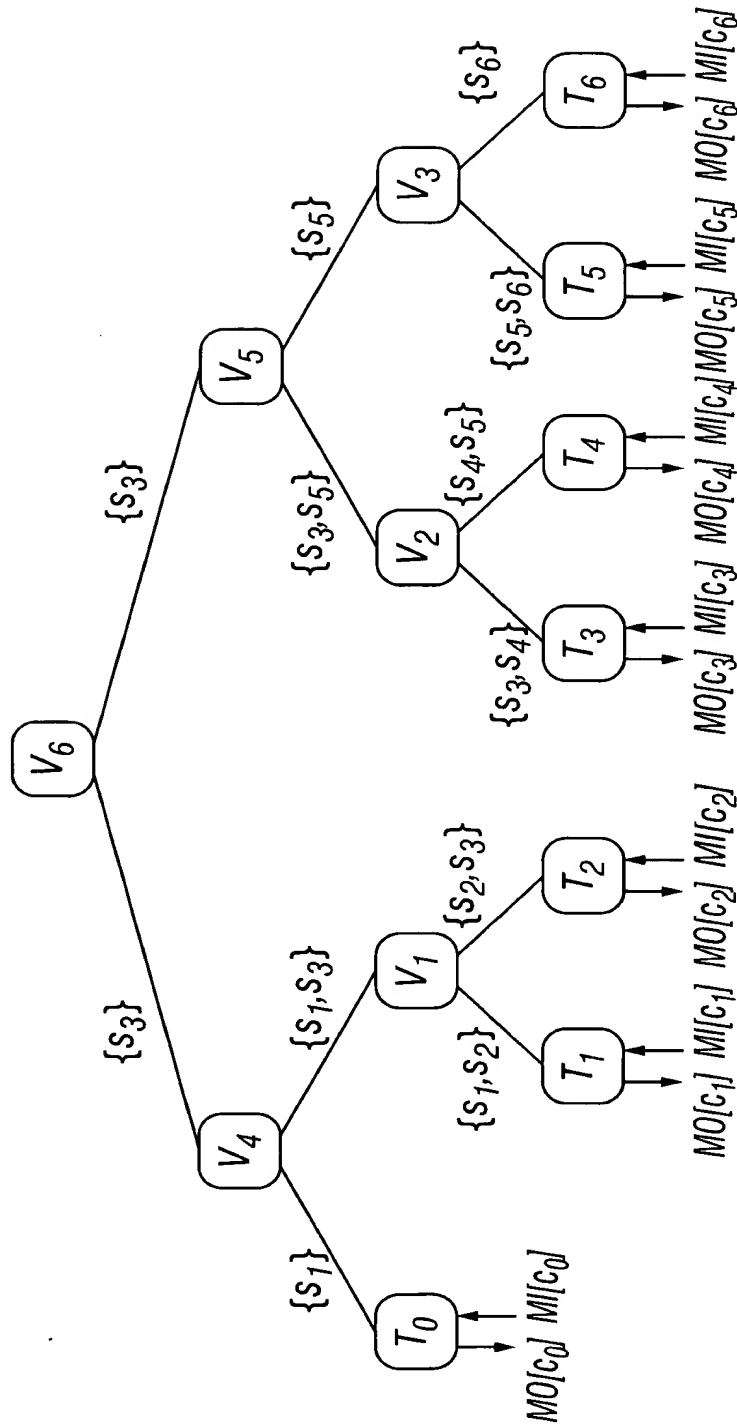 V6
{s3}
{s3}
V4
V5
{s1}
{s1,s3}
{s3,s5}
{s5}
T0
V1
V2
V3
{s1,s2}
{s2,s3}
{s3,s4}
{s4,s5}
{s5,s6}
{s6}
MO[c0] MI[c0]
T1
T2
T3
T4
T5
T6
MO[c1] MI[c1] MO[c2] MI[c2] MO[c3] MI[c3] MO[c4] MI[c4] MO[c5] MI[c5] MO[c6] MI[c6]